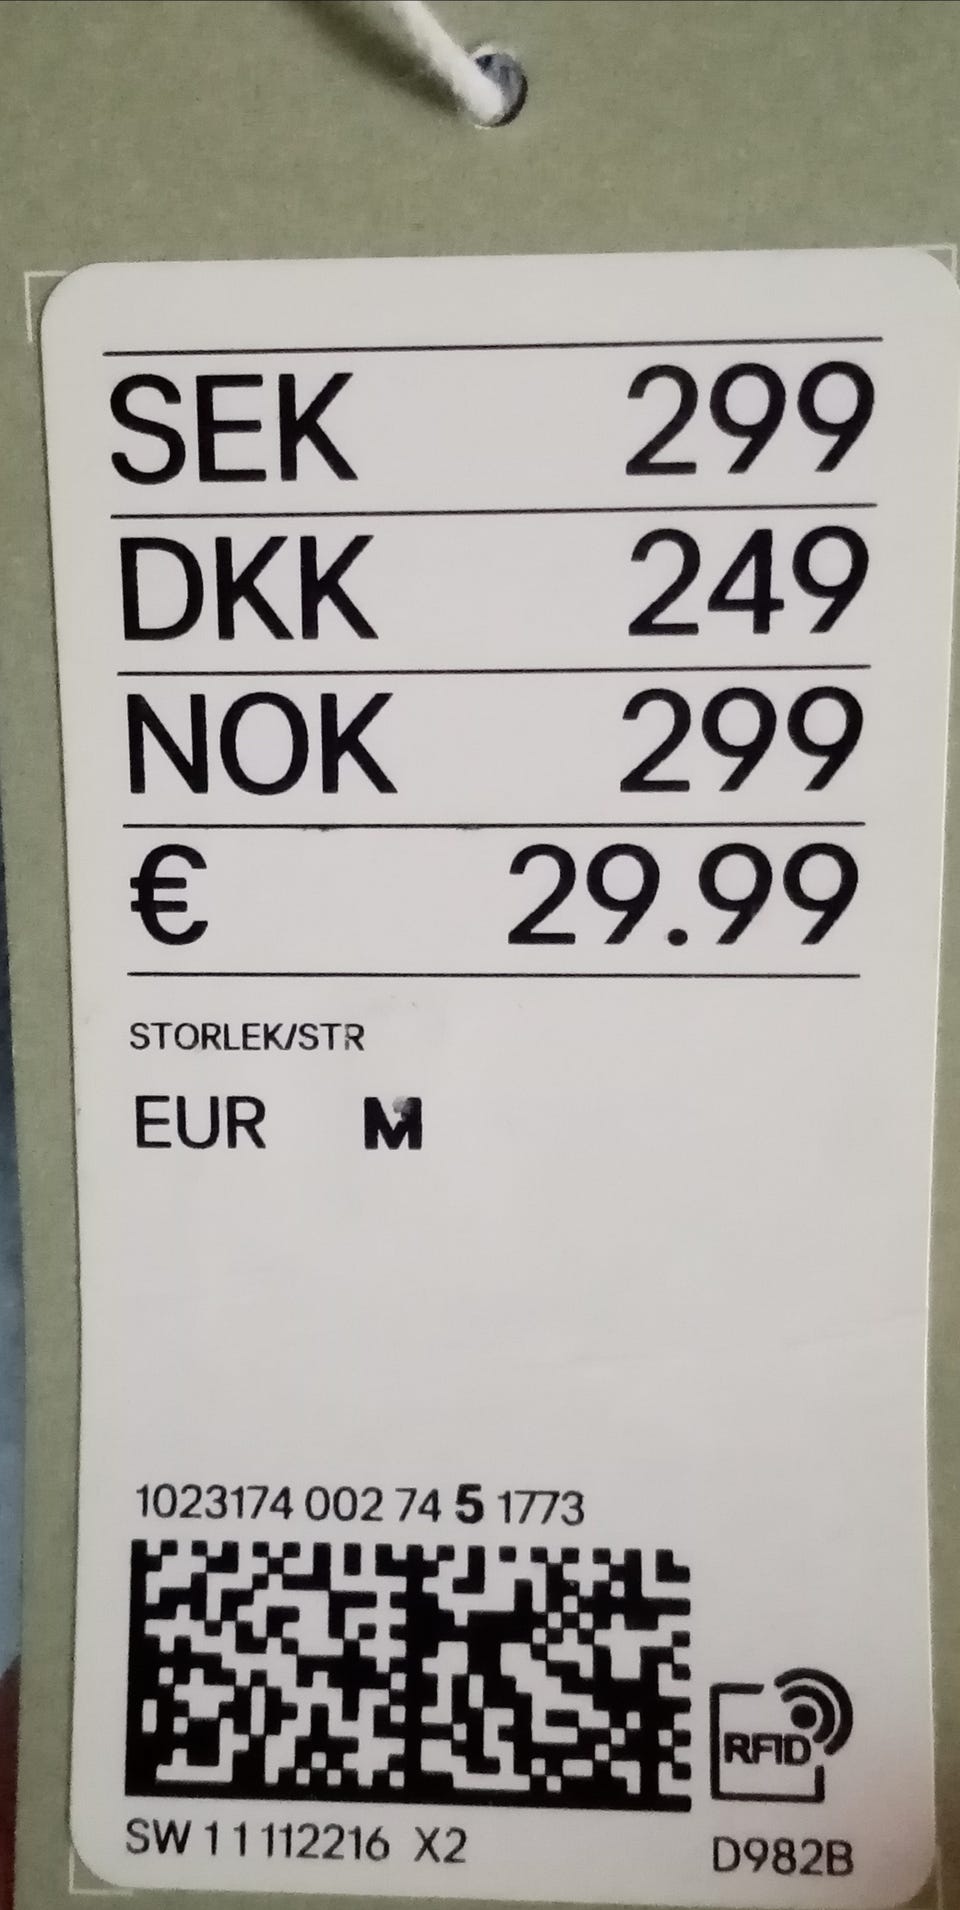 SEK 299
DKK 249
NOK 299
€ 29.99
STORLEK/STR
EUR M
1023174 002 74 5 1773
RFID
SW 1 1 112216 X2
D982B